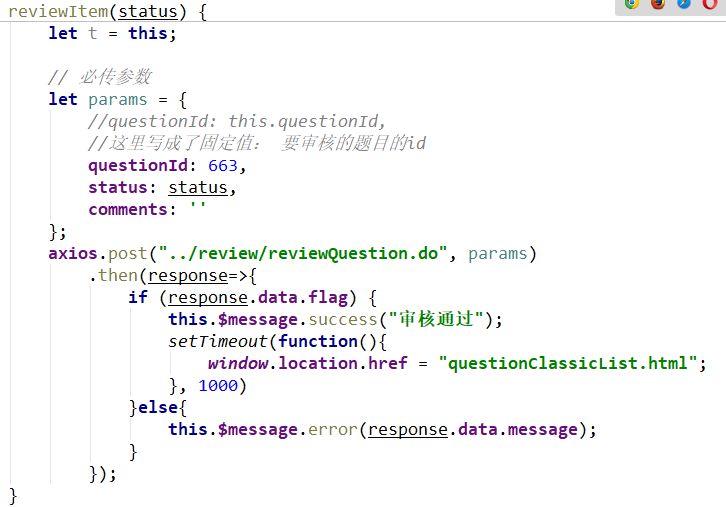 reviewItem(status) {
    let t = this;
    // 必传参数
    let params = {
        //questionId: this.questionId,
        //这里写成了固定值： 要审核的题目的id
        questionId: 663,
        status: status,
        comments: ''
    };
    axios.post("../review/reviewQuestion.do", params)
        .then(response=>{
            if (response.data.flag) {
                this.$message.success("审核通过");
                setTimeout(function(){
                    window.location.href = "questionClassicList.html";
                }, 1000)
            }else{
                this.$message.error(response.data.message);
            }
        });
}